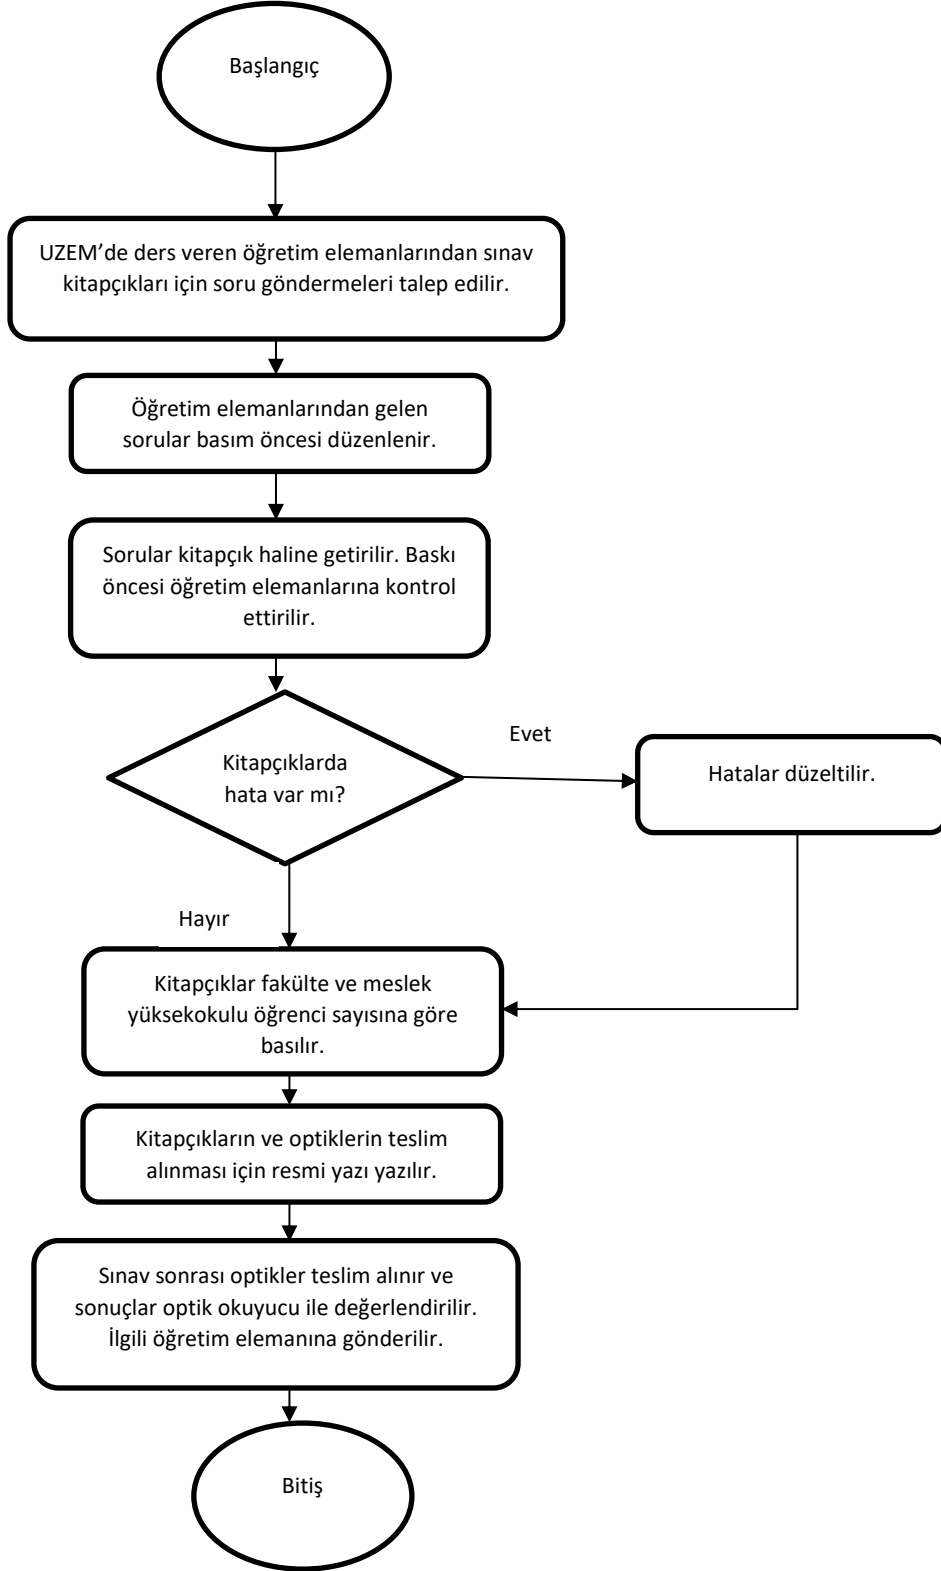 Başlangıç
UZEM’de ders veren öğretim elemanlarından sınav
kitapçıkları için soru göndermeleri talep edilir.
Öğretim elemanlarından gelen
sorular basım öncesi düzenlenir.
Sorular kitapçık haline getirilir. Baskı
öncesi öğretim elemanlarına kontrol
ettirilir.
Evet
Kitapçıklarda
hata var mı?
Hatalar düzeltilir.
Hayır
Kitapçıklar fakülte ve meslek
yüksekokulu öğrenci sayısına göre
basılır.
Kitapçıkların ve optiklerin teslim
alınması için resmi yazı yazılır.
Sınav sonrası optikler teslim alınır ve
sonuçlar optik okuyucu ile değerlendirilir.
İlgili öğretim elemanına gönderilir.
Bitiş